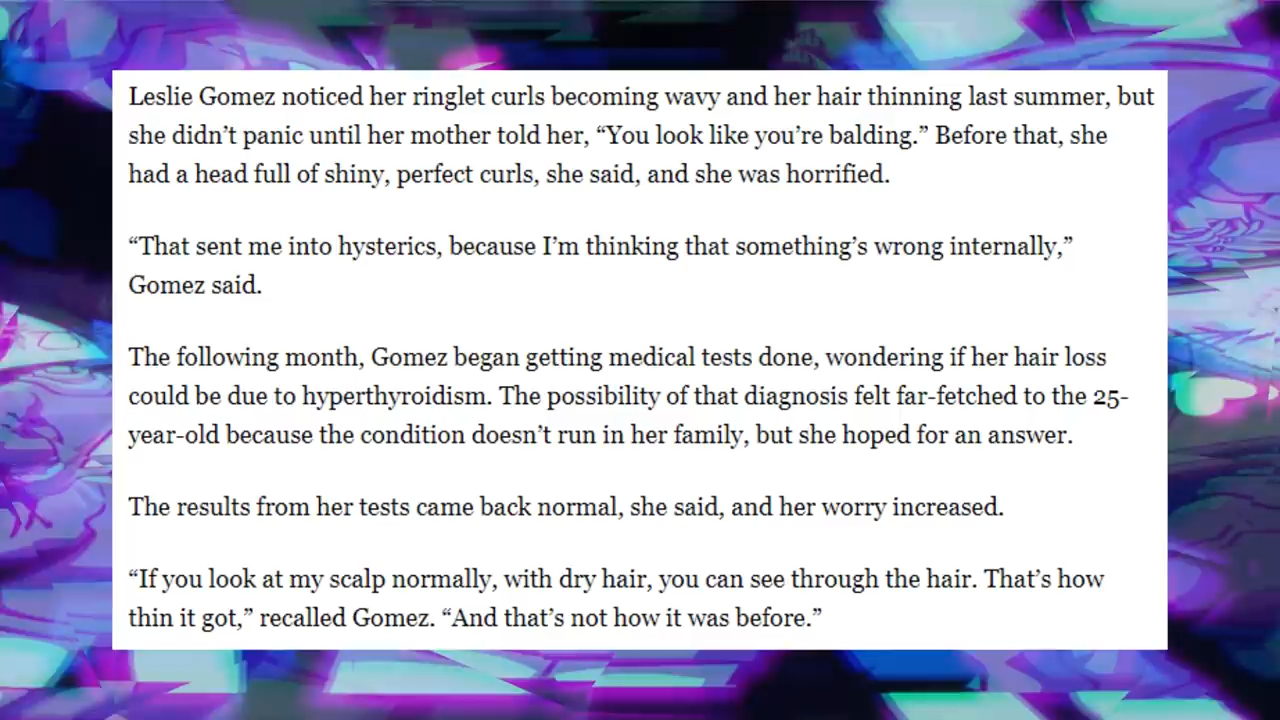 Leslie Gomez noticed her ringlet curls becoming wavy and her hair thinning last summer, but
she didn’t panic until her mother told her, “You look like you’re balding.” Before that, she
had a head full of shiny, perfect curls, she said, and she was horrified.
“That sent me into hysterics, because I’m thinking that something’s wrong internally,”
Gomez said.
The following month, Gomez began getting medical tests done, wondering if her hair loss
could be due to hyperthyroidism. The possibility of that diagnosis felt far-fetched to the 25-
year-old because the condition doesn’t run in her family, but she hoped for an answer.
The results from her tests came back normal, she said, and her worry increased.
“If you look at my scalp normally, with dry hair, you can see through the hair. That’s how
thin it got,” recalled Gomez. “And that’s not how it was before.”